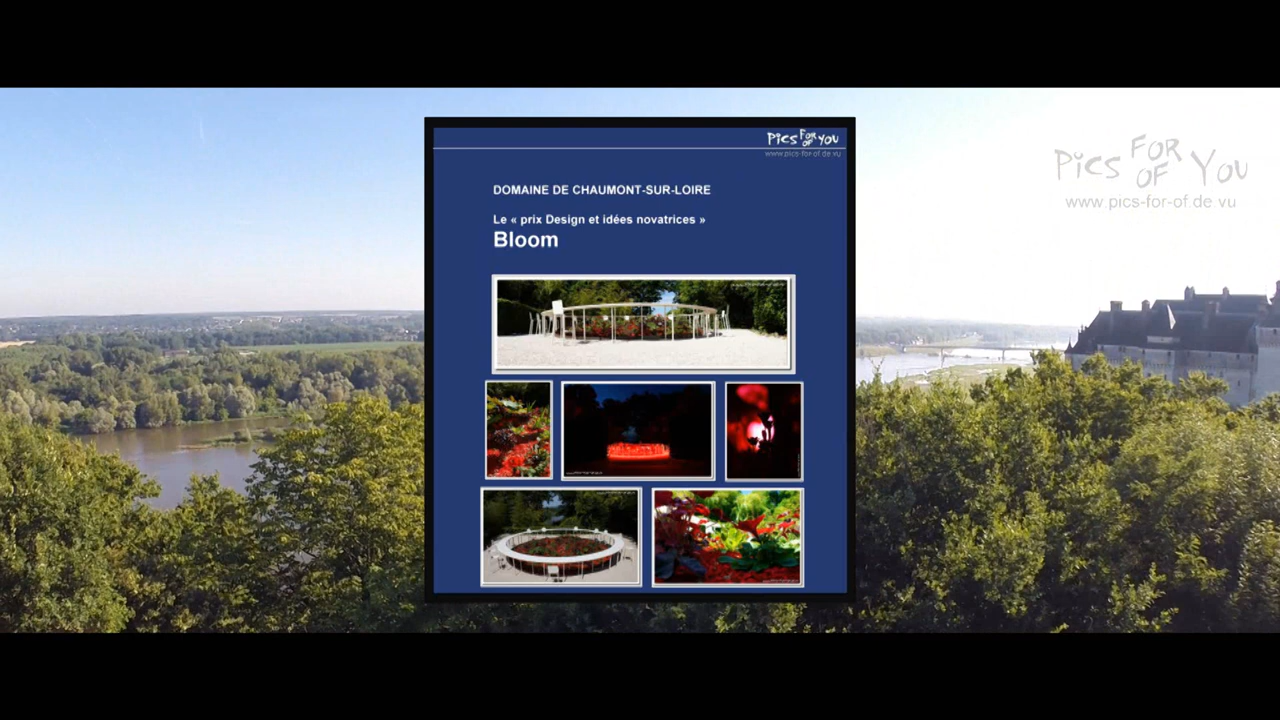 Pics FOR OF You
www.pics-for-of.de.vu
DOMAINE DE CHAUMONT-SUR-LOIRE
Le « prix Design et idées novatrices »
Bloom
Pics FOR OF You
www pics-for-of de vu